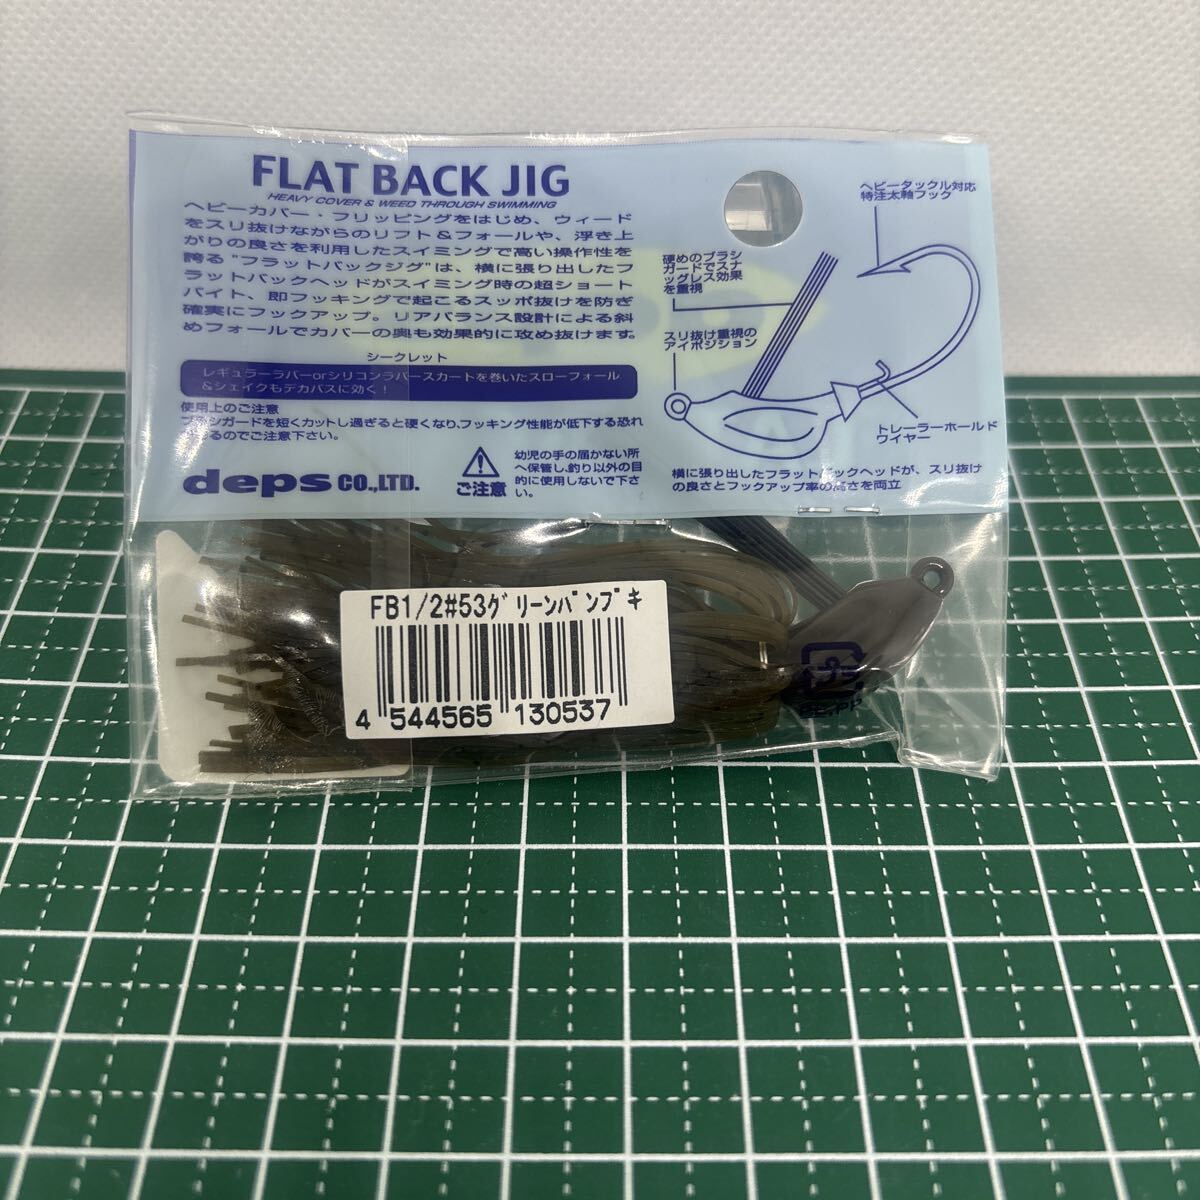 FLAT BACK JIG
HEAVY COVER & WEED THROUGH SWIMMING
ヘビーカバー・フリッピングをはじめ、ウィード
をスリ抜けながらのリフト＆フォールや、浮き上
がりの良さを利用したスイミングで高い操作性を
誇る"フラットバックジグ"は、横に張り出したフ
ラットバックヘッドがスイミング時の超ショート
バイト、即フッキングで起こるスッポ抜けを防ぎ
確実にフックアップ。リアバランス設計による斜
めフォールでカバーの奥も効果的に攻め抜けます。
シークレット
レギュラーラバーorシリコンラバースカートを巻いたスローフォール
＆シェイクもデカバスに効く！
使用上のご注意
ブラシガードを短くカットし過ぎると硬くなり、フッキング性能が低下する恐れ
あるのでご注意下さい。
deps CO.,LTD.
ご注意
幼児の手の届かない所
へ保管し、釣り以外の目
的に使用しないで下さ
い。
ヘビータックル対応
特注太軸フック
硬めのブラシ
ガードでスナ
ッグレス効果
を重視
スリ抜け重視の
アイポジション
トレーラーホールド
ワイヤー
横に張り出したフラットバックヘッドが、スリ抜け
の良さとフックアップ率の高さを両立
FB1/2#53ｸﾞﾘｰﾝﾊﾟﾝﾌﾟｷ
4 544565 130537
プラ
PE,PP